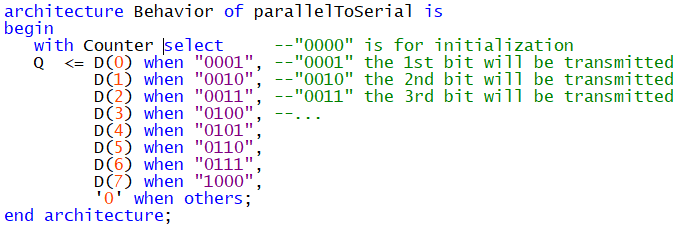 architecture Behavior of parallelToSerial is
begin
   with Counter select     --"0000" is for initialization
   Q  <= D(0) when "0001", --"0001" the 1st bit will be transmitted
         D(1) when "0010", --"0010" the 2nd bit will be transmitted
         D(2) when "0011", --"0011" the 3rd bit will be transmitted
         D(3) when "0100", --...
         D(4) when "0101",
         D(5) when "0110",
         D(6) when "0111",
         D(7) when "1000",
         '0' when others;
end architecture;